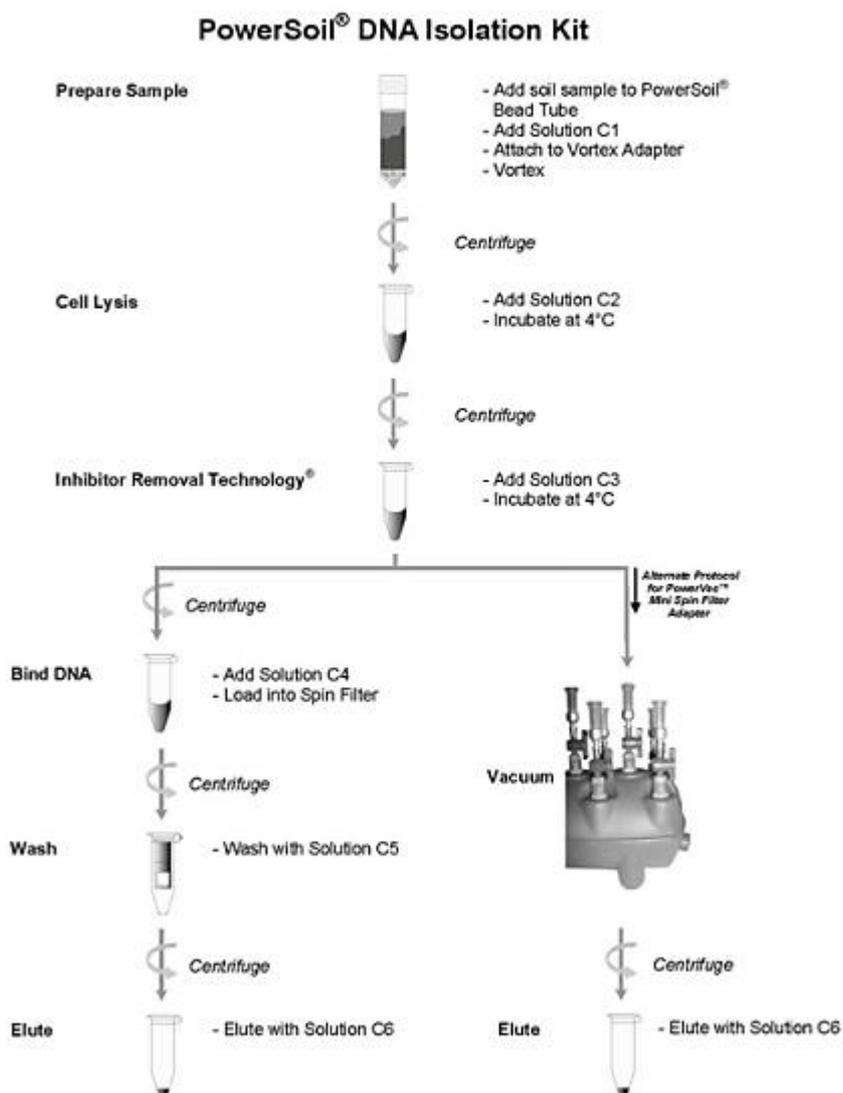 PowerSoil® DNA Isolation Kit
Prepare Sample
- Add soil sample to PowerSoil®
Bead Tube
- Add Solution C1
- Attach to Vortex Adapter
- Vortex
Centrifuge
Cell Lysis
- Add Solution C2
- Incubate at 4°C
Centrifuge
Inhibitor Removal Technology®
- Add Solution C3
- Incubate at 4°C
Alternate Protocol
for PowerVac™
Mini Spin Filter
Adapter
Centrifuge
Bind DNA
- Add Solution C4
- Load into Spin Filter
Vacuum
Centrifuge
Wash
- Wash with Solution C5
Centrifuge
Centrifuge
Elute
- Elute with Solution C6
Elute
- Elute with Solution C6